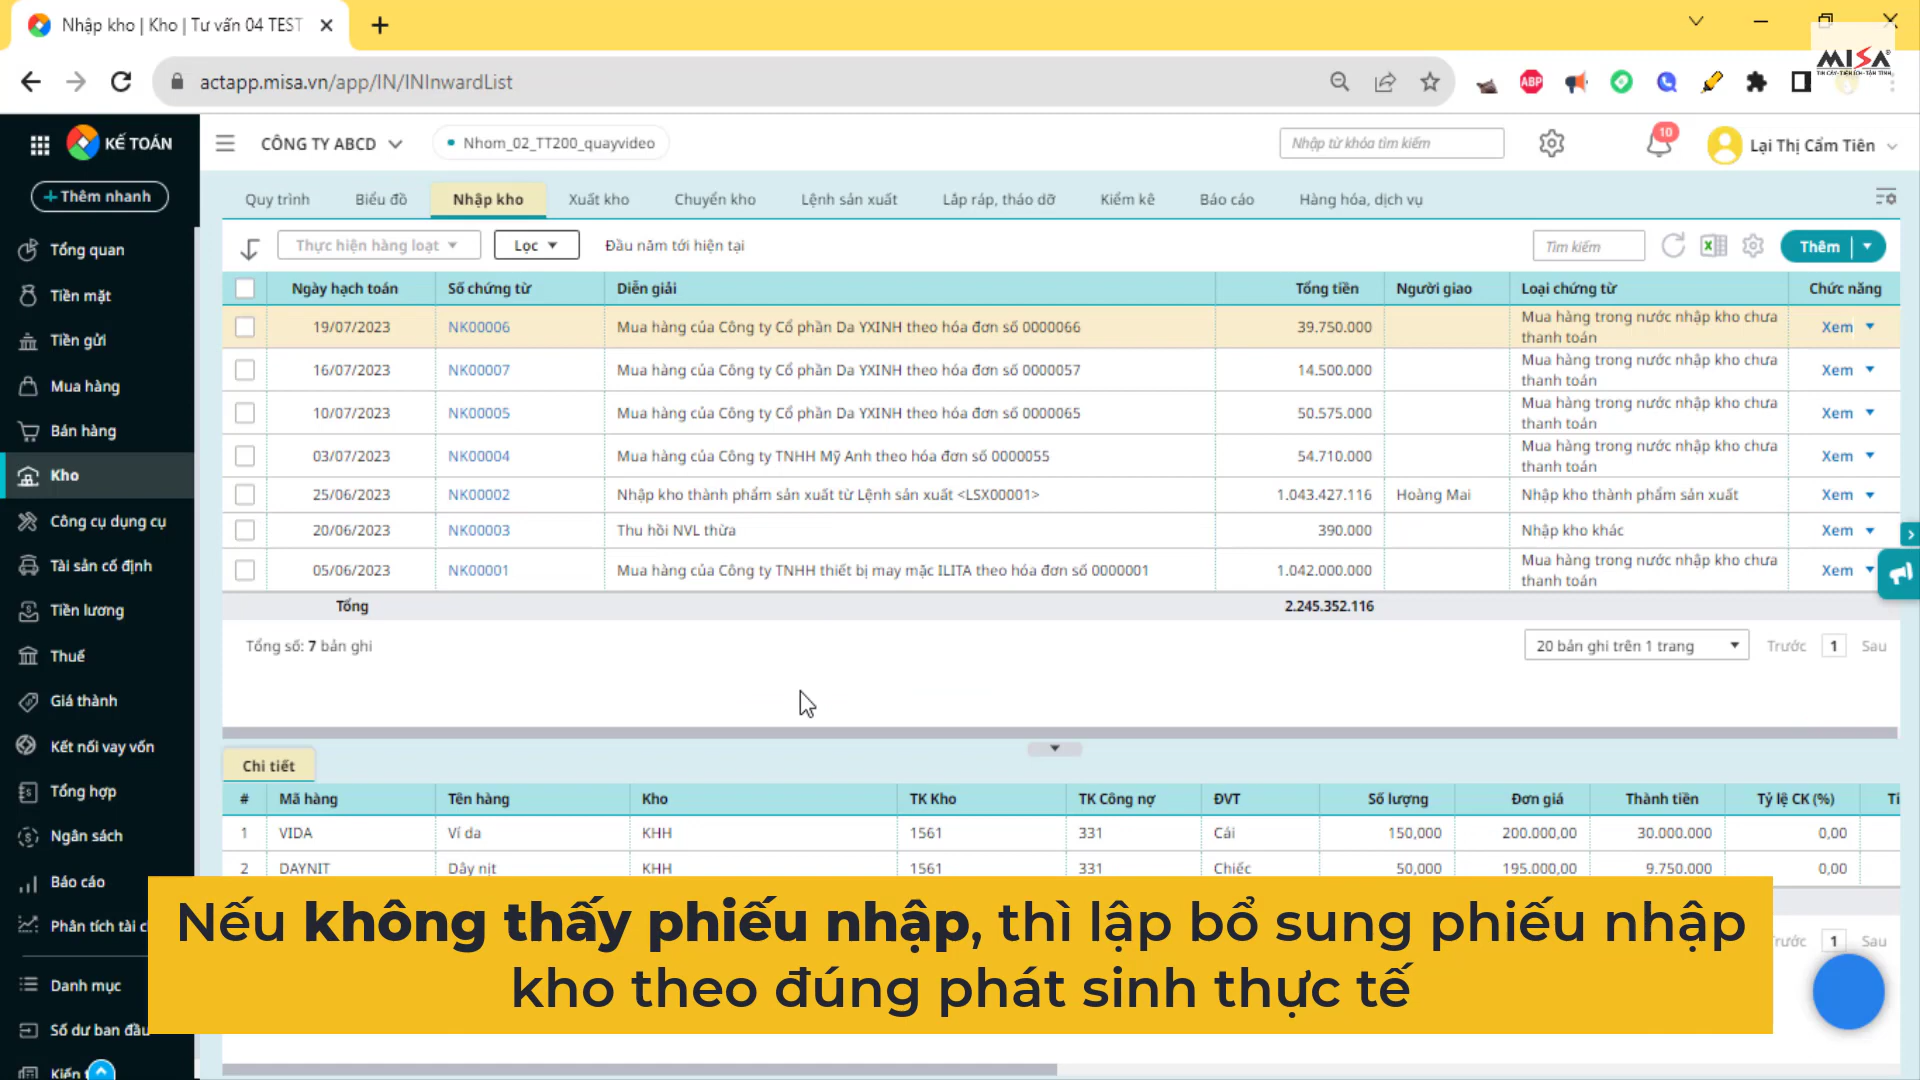 Nhập kho | Kho | Tư vấn 04 TEST
actapp.misa.vn/app/IN/INInwardList
ABP
MISA
TIN CẬY - TIỆN ÍCH - TẬN TÌNH
KẾ TOÁN
CÔNG TY ABCD
Nhom_02_TT200_quayvideo
Nhập từ khóa tìm kiếm
10
Lại Thị Cẩm Tiên
Thêm nhanh
Tổng quan
Tiền mặt
Tiền gửi
Mua hàng
Bán hàng
Kho
Công cụ dụng cụ
Tài sản cố định
Tiền lương
Thuế
Giá thành
Kết nối vay vốn
Tổng hợp
Ngân sách
Báo cáo
Phân tích tài c
Danh mục
Số dư ban đầu
Quy trình Biểu đồ Nhập kho Xuất kho Chuyển kho Lệnh sản xuất Lắp ráp, tháo dỡ Kiểm kê Báo cáo Hàng hóa, dịch vụ
Thực hiện hàng loạt Lọc Đầu năm tới hiện tại Tìm kiếm Thêm
Ngày hạch toán Số chứng từ Diễn giải Tổng tiền Người giao Loại chứng từ Chức năng
19/07/2023 NK00006 Mua hàng của Công ty Cổ phần Da YXINH theo hóa đơn số 0000066 39.750.000 Mua hàng trong nước nhập kho chưa thanh toán Xem
16/07/2023 NK00007 Mua hàng của Công ty Cổ phần Da YXINH theo hóa đơn số 0000057 14.500.000 Mua hàng trong nước nhập kho chưa thanh toán Xem
10/07/2023 NK00005 Mua hàng của Công ty Cổ phần Da YXINH theo hóa đơn số 0000065 50.575.000 Mua hàng trong nước nhập kho chưa thanh toán Xem
03/07/2023 NK00004 Mua hàng của Công ty TNHH Mỹ Anh theo hóa đơn số 0000055 54.710.000 Mua hàng trong nước nhập kho chưa thanh toán Xem
25/06/2023 NK00002 Nhập kho thành phẩm sản xuất từ Lệnh sản xuất <LSX00001> 1.043.427.116 Hoàng Mai Nhập kho thành phẩm sản xuất Xem
20/06/2023 NK00003 Thu hồi NVL thừa 390.000 Nhập kho khác Xem
05/06/2023 NK00001 Mua hàng của Công ty TNHH thiết bị may mặc ILITA theo hóa đơn số 0000001 1.042.000.000 Mua hàng trong nước nhập kho chưa thanh toán Xem
Tổng 2.245.352.116
Tổng số: 7 bản ghi 20 bản ghi trên 1 trang Trước 1 Sau
Chi tiết
# Mã hàng Tên hàng Kho TK Kho TK Công nợ ĐVT Số lượng Đơn giá Thành tiền Tỷ lệ CK (%) Ti
1 VIDA Ví da KHH 1561 331 Cái 150,000 200.000,00 30.000.000 0,00
2 DAYNIT Dây nịt KHH 1561 331 Chiếc 50,000 195.000,00 9.750.000 0,00
1 Sau
Nếu không thấy phiếu nhập, thì lập bổ sung phiếu nhập
kho theo đúng phát sinh thực tế